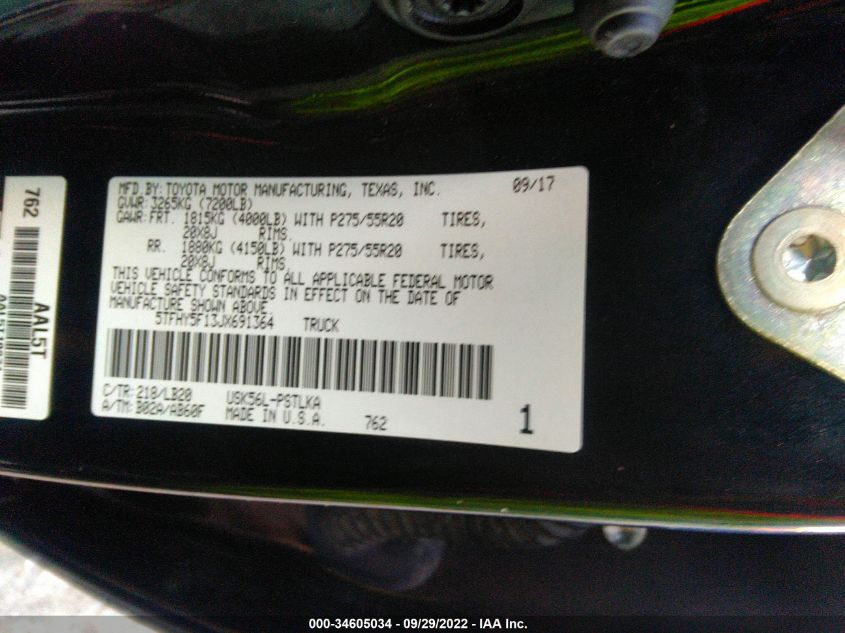 MFD.BY:TOYOTA MOTOR MANUFACTURING, TEXAS, INC. 09/17
GVWR:3265KG (7200LB)
GAWR:FRT. 1815KG (4000LB) WITH P275/55R20 TIRES,
20X8J RIMS.
RR. 1880KG (4150LB) WITH P275/55R20 TIRES,
20X8J RIMS.
THIS VEHICLE CONFORMS TO ALL APPLICABLE FEDERAL MOTOR
VEHICLE SAFETY STANDARDS IN EFFECT ON THE DATE OF
MANUFACTURE SHOWN ABOVE.
5TFHY5F13JX691364 TRUCK
C/TR:218/LB20 USK56L-PSTLKA
A/TM:B02A/AB60F MADE IN U.S.A. 762 1
762
AAL5T
000-34605034 - 09/29/2022 - IAA Inc.